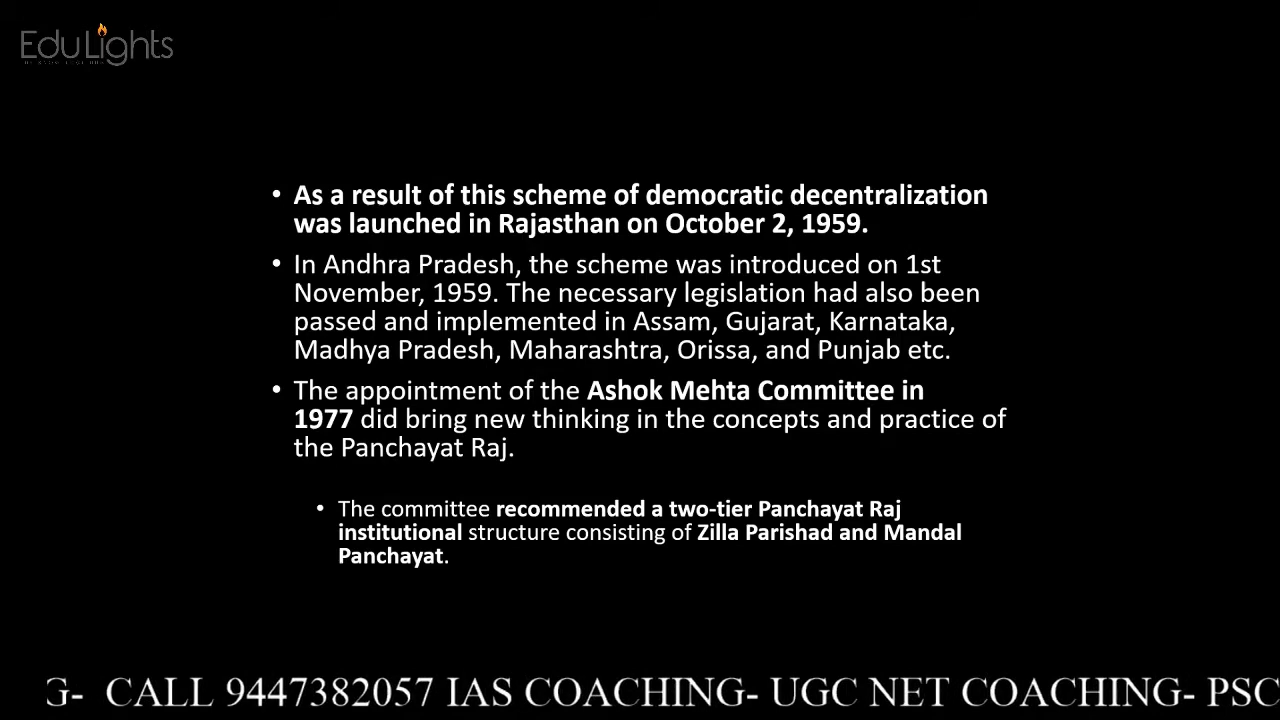 EduLights
• As a result of this scheme of democratic decentralization
was launched in Rajasthan on October 2, 1959.
• In Andhra Pradesh, the scheme was introduced on 1st
November, 1959. The necessary legislation had also been
passed and implemented in Assam, Gujarat, Karnataka,
Madhya Pradesh, Maharashtra, Orissa, and Punjab etc.
• The appointment of the Ashok Mehta Committee in
1977 did bring new thinking in the concepts and practice of
the Panchayat Raj.
• The committee recommended a two-tier Panchayat Raj
institutional structure consisting of Zilla Parishad and Mandal
Panchayat.
G- CALL 9447382057 IAS COACHING- UGC NET COACHING- PSC